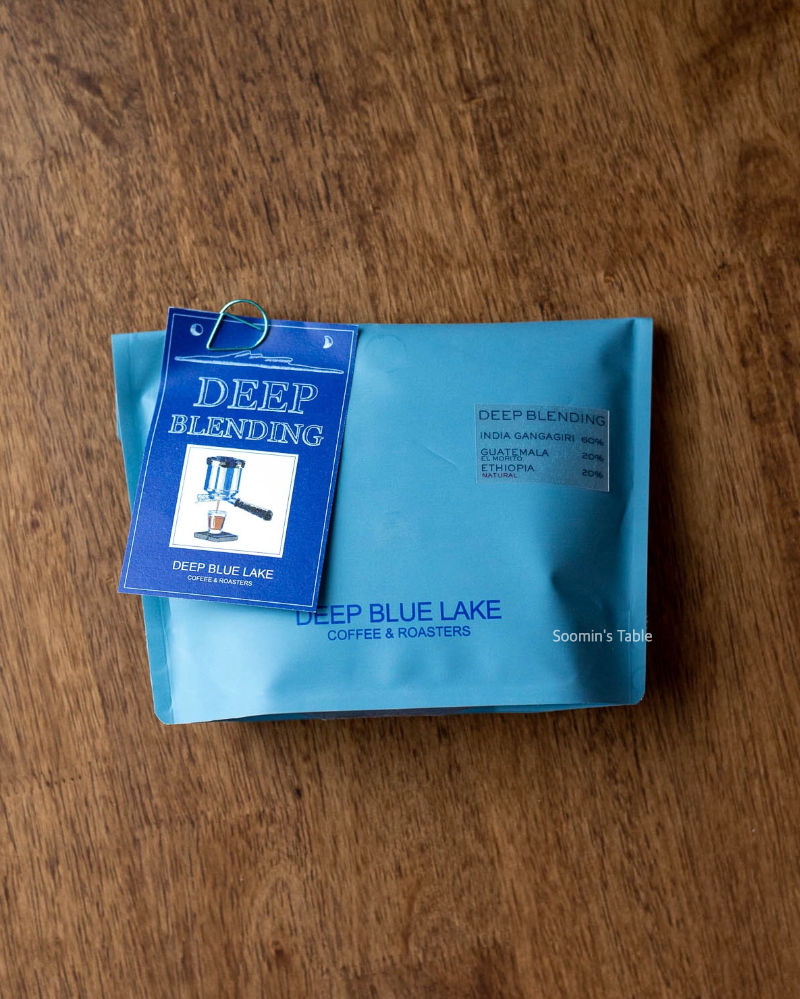 DEEP
BLENDING
DEEP BLUE LAKE
COFFEE & ROASTERS
DEEP BLENDING
INDIA GANGAGIRI 60%
GUATEMALA 20%
EL MORITO
ETHIOPIA 20%
NATURAL
DEEP BLUE LAKE
COFFEE & ROASTERS
Soomin's Table